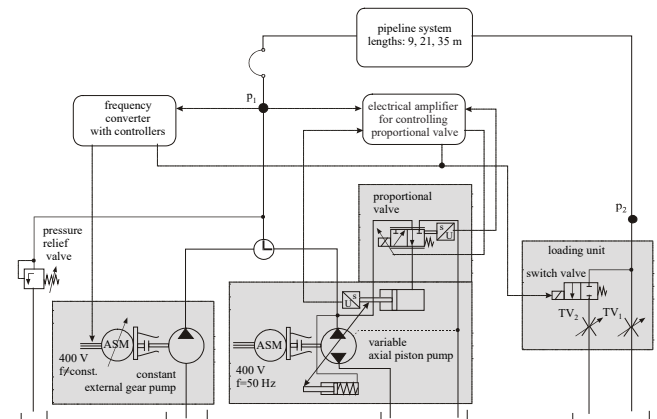 pipeline system
lengths: 9, 21, 35 m
p1
frequency
converter
with controllers
electrical amplifier
for controlling
proportional valve
proportional
valve
s
U
p2
pressure
relief
valve
loading unit
switch valve
TV2
TV1
s
U
ASM
400 V
f≠const.
constant
external gear pump
ASM
400 V
f=50 Hz
variable
axial piston pump